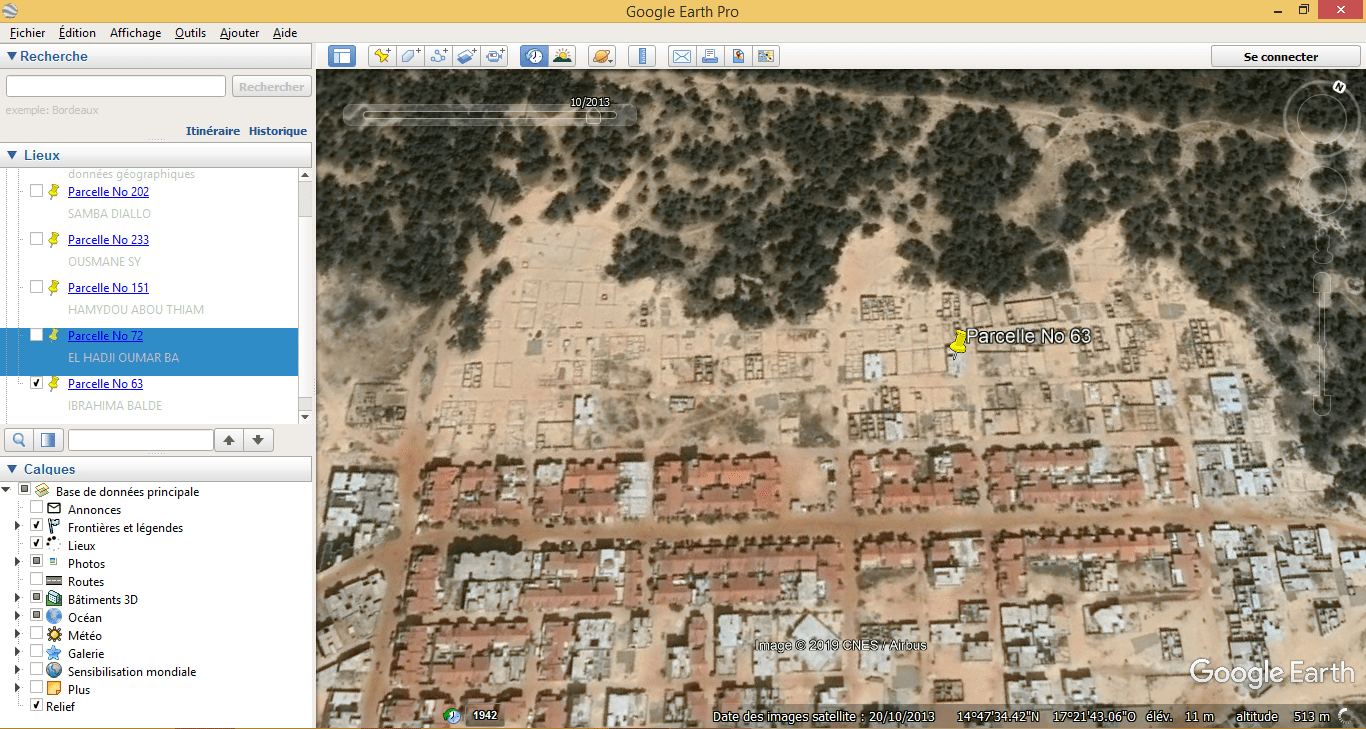 Google Earth Pro
Fichier Édition Affichage Outils Ajouter Aide
Recherche
Rechercher
exemple: Bordeaux
Itinéraire Historique
Lieux
données géographiques
Parcelle No 202
SAMBA DIALLO
Parcelle No 233
OUSMANE SY
Parcelle No 151
HAMYDOU ABOU THIAM
Parcelle No 72
EL HADJI OUMAR BA
Parcelle No 63
IBRAHIMA BALDE
Calques
Base de données principale
Annonces
Frontières et légendes
Lieux
Photos
Routes
Bâtiments 3D
Océan
Météo
Galerie
Sensibilisation mondiale
Plus
Relief
Se connecter
10/2013
N
Parcelle No 63
Image © 2019 CNES / Airbus
Google Earth
1942
Date des images satellite : 20/10/2013 14°47'34.42"N 17°21'43.06"O élév. 11 m altitude 513 m